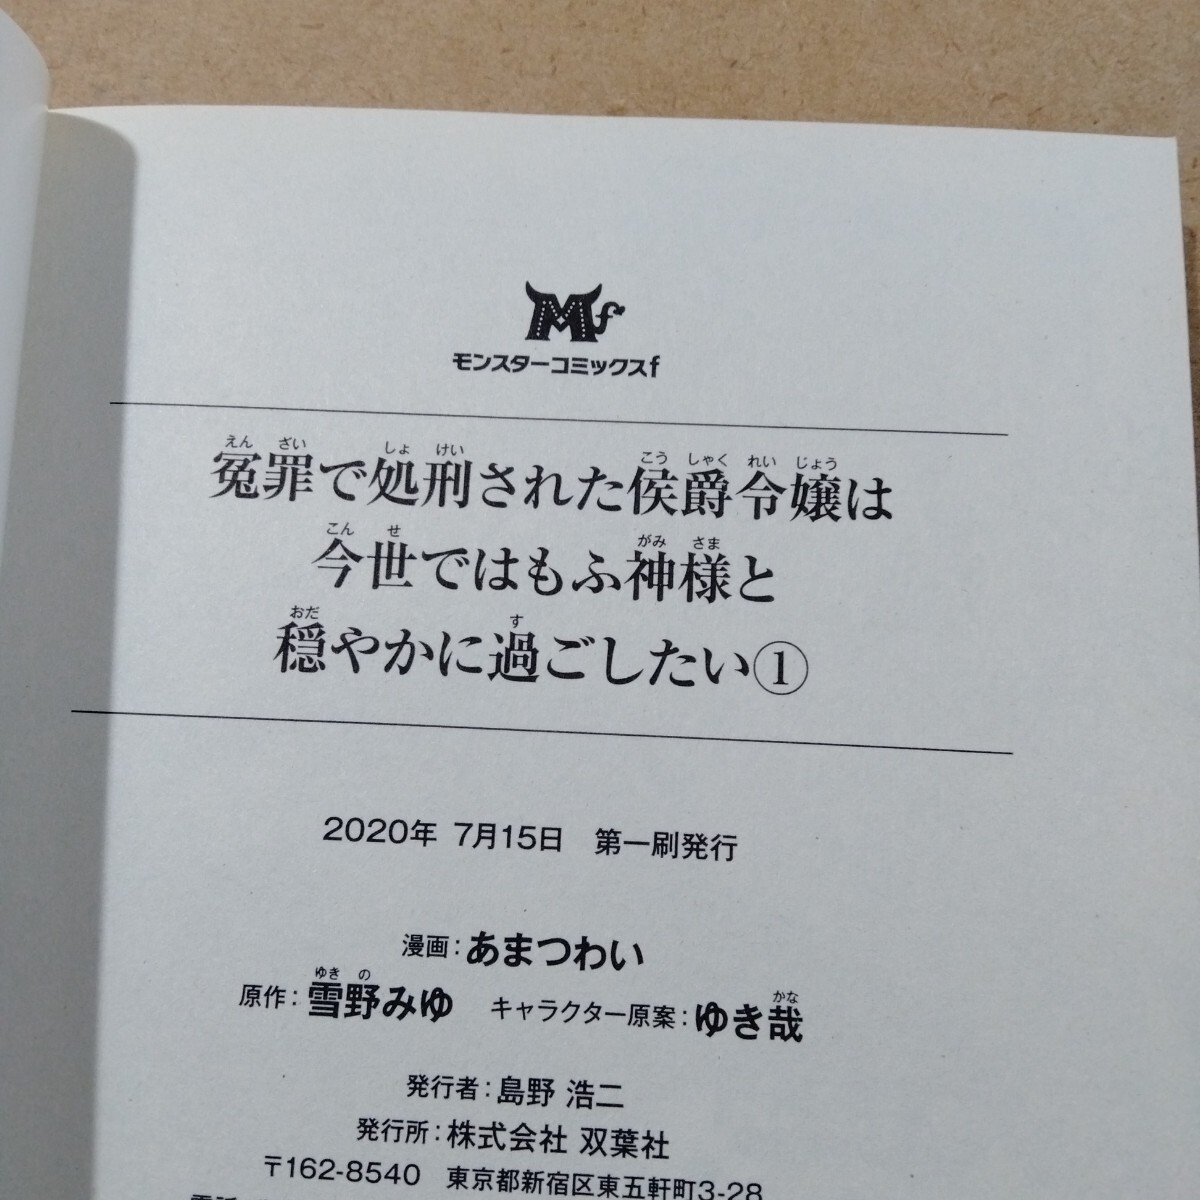 Mf
モンスターコミックスf
冤罪で処刑された侯爵令嬢は
今世ではもふ神様と
穏やかに過ごしたい①
2020年 7月15日 第一刷発行
漫画：あまつわい
原作：雪野みゆ キャラクター原案：ゆき哉
発行者：島野 浩二
発行所：株式会社 双葉社
〒162-8540 東京都新宿区東五軒町3-28